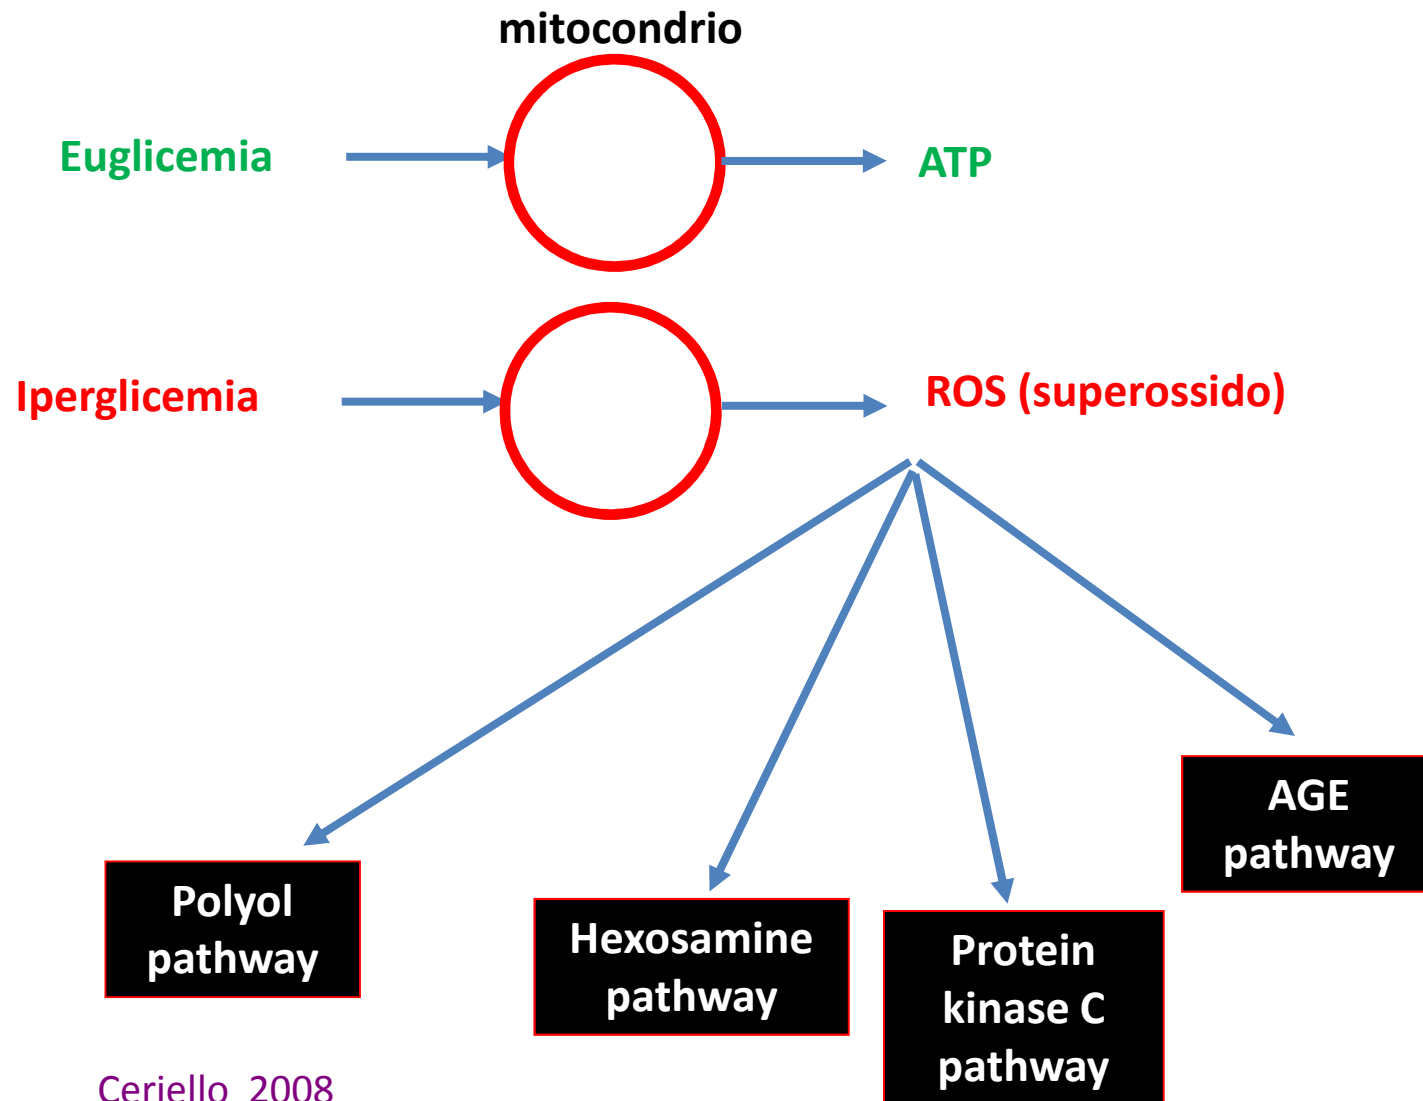 mitocondrio
Euglicemia
ATP
Iperglicemia
ROS (superossido)
AGE
pathway
Polyol
pathway
Hexosamine
pathway
Protein
kinase C
pathway
Ceriello 2008